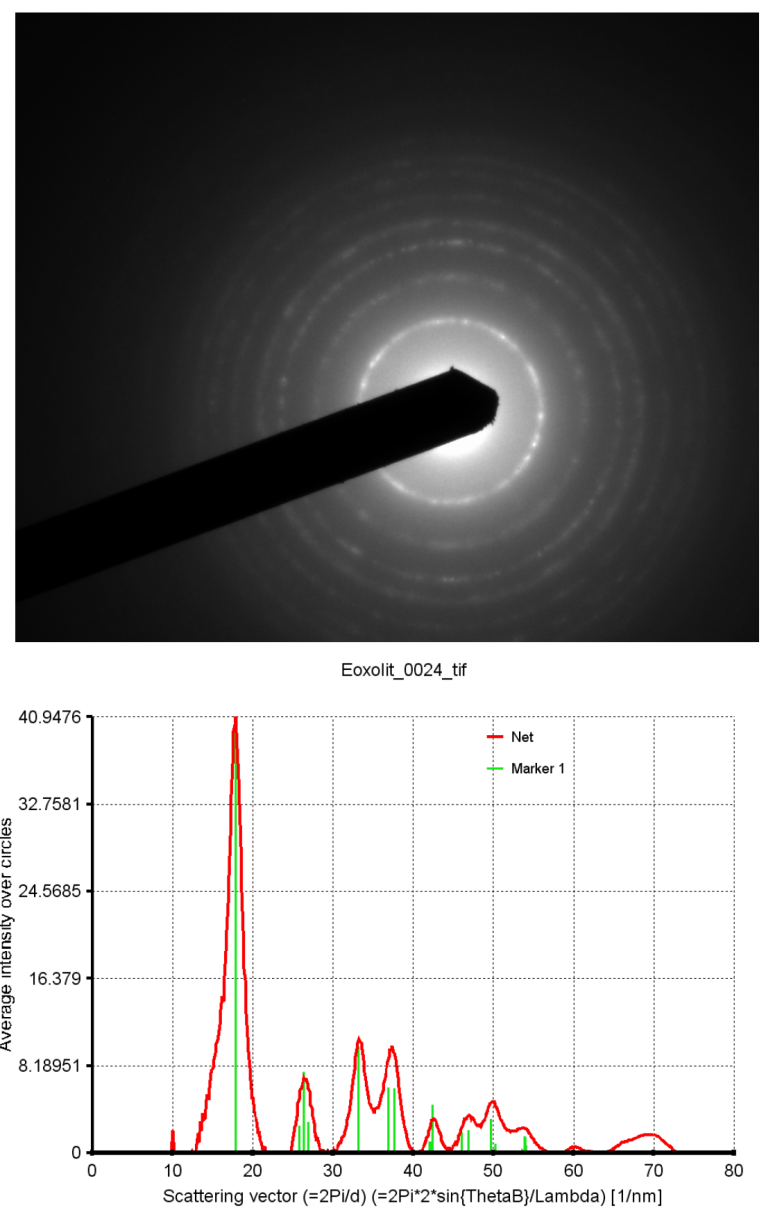 Eoxolit_0024_tif
40.9476
32.7581
24.5685
16.379
8.18951
0
Average intensity over circles
Net
Marker 1
0 10 20 30 40 50 60 70 80
Scattering vector (=2Pi/d) (=2Pi*2*sin{ThetaB}/Lambda) [1/nm]